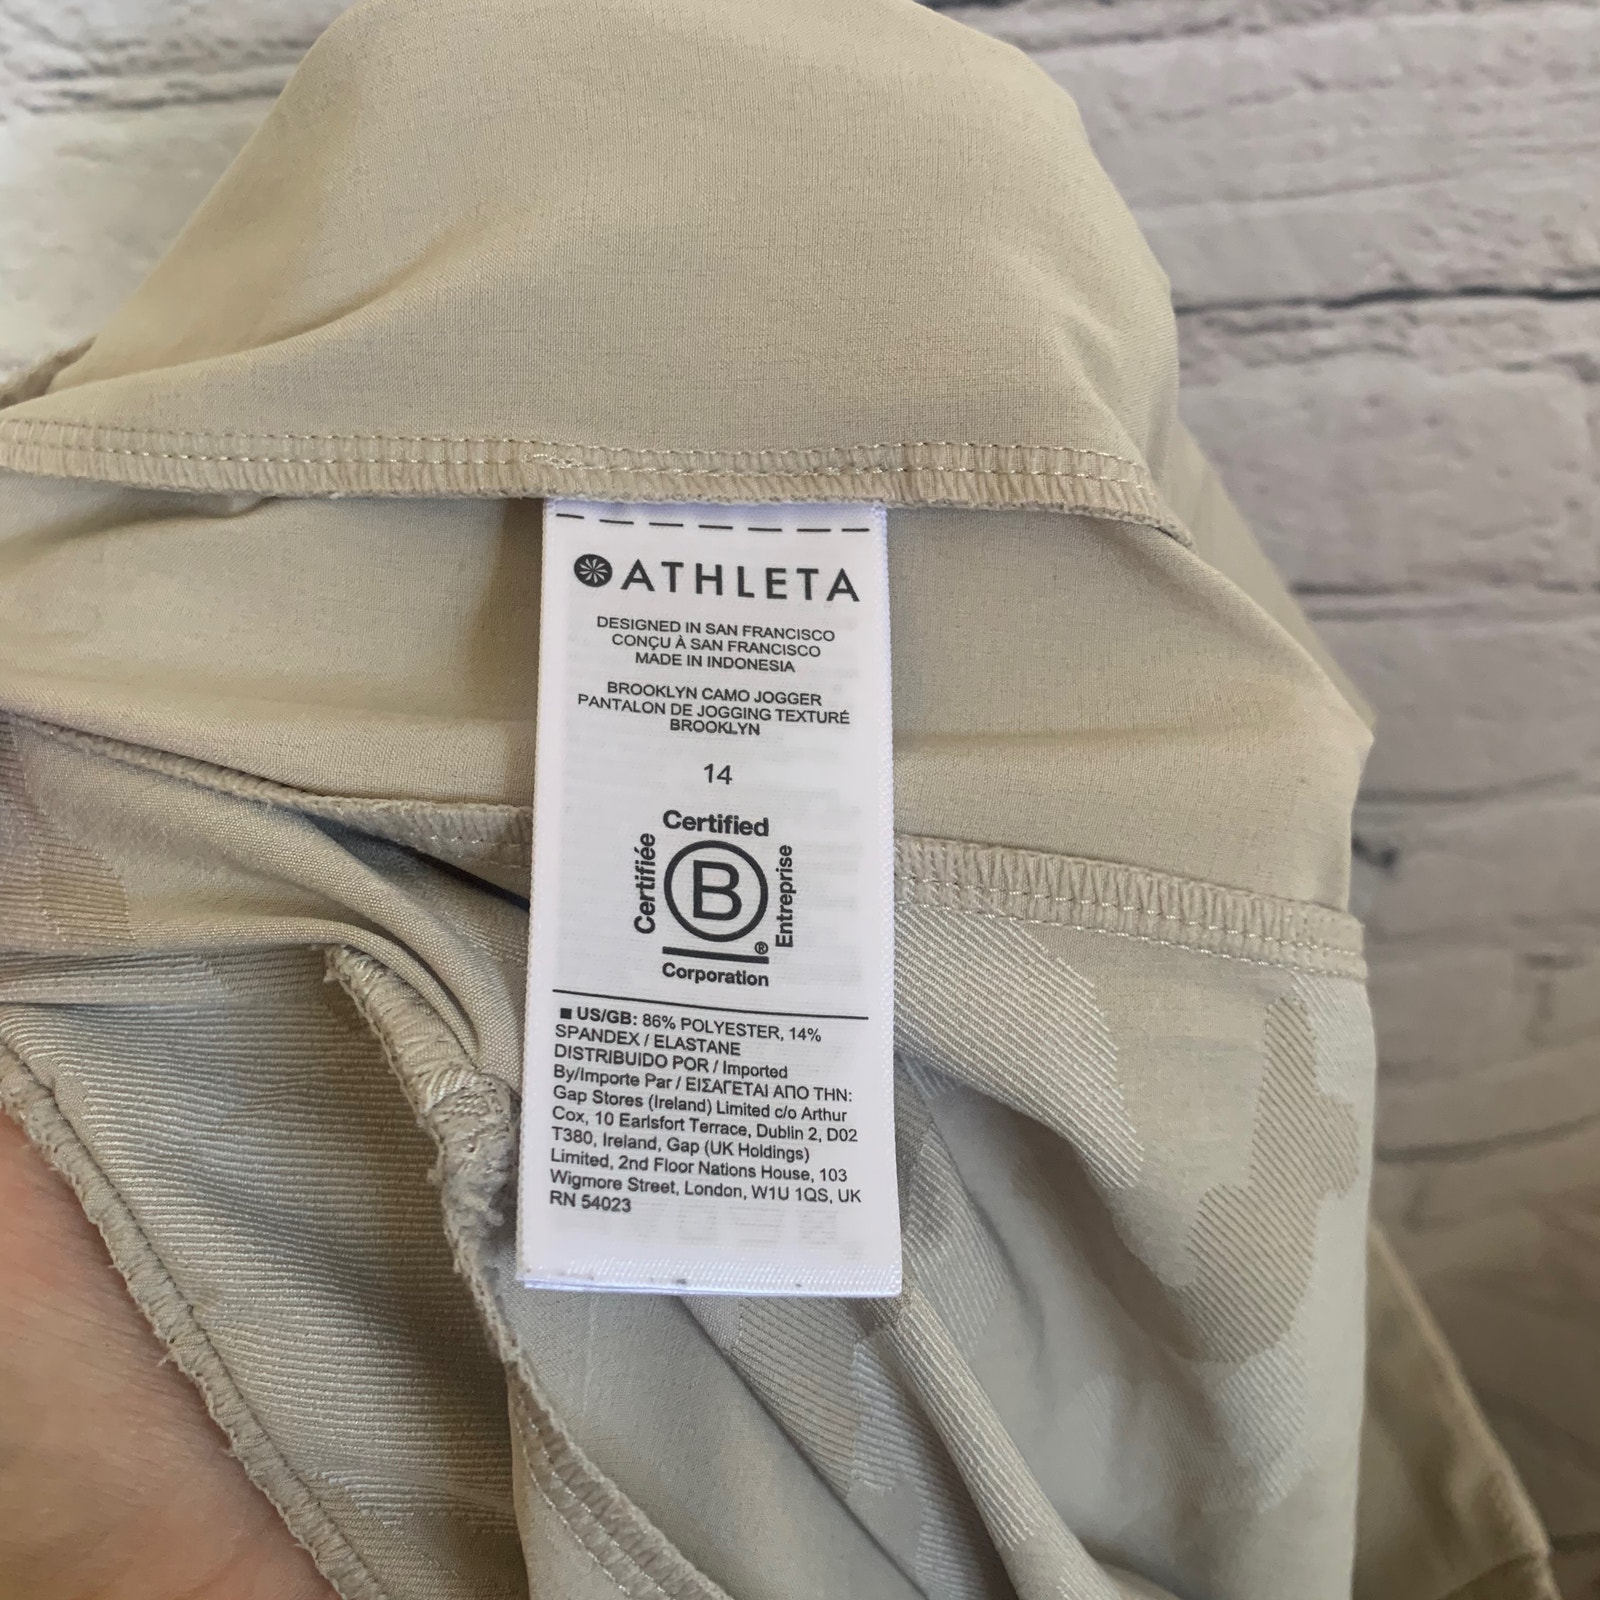 ATHLETA
DESIGNED IN SAN FRANCISCO
CONÇU À SAN FRANCISCO
MADE IN INDONESIA
BROOKLYN CAMO JOGGER
PANTALON DE JOGGING TEXTURÉ
BROOKLYN
14
Certified
Certifiée
B
Entreprise
®
Corporation
US/GB: 86% POLYESTER, 14%
SPANDEX / ELASTANE
DISTRIBUIDO POR / Imported
By/Importe Par / ΕΙΣΑΓΕΤΑΙ ΑΠΟ ΤΗΝ:
Gap Stores (Ireland) Limited c/o Arthur
Cox, 10 Earlsfort Terrace, Dublin 2, D02
T380, Ireland, Gap (UK Holdings)
Limited, 2nd Floor Nations House, 103
Wigmore Street, London, W1U 1QS, UK
RN 54023